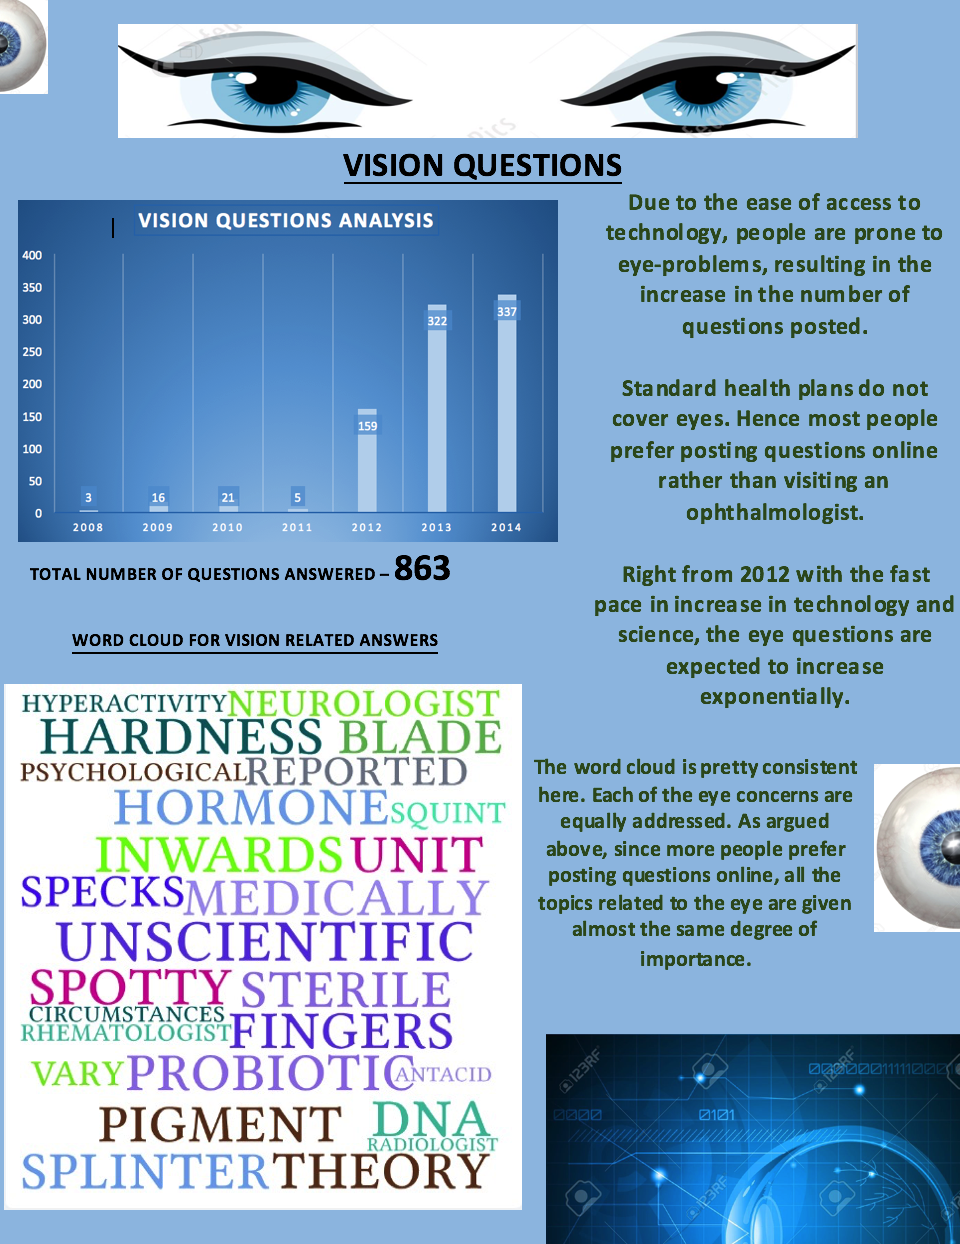 VISION QUESTIONS
VISION QUESTIONS ANALYSIS
400
350
300
250
200
150
100
50
0
3
16
21
5
159
322
337
2008
2009
2010
2011
2012
2013
2014
TOTAL NUMBER OF QUESTIONS ANSWERED – 863
Due to the ease of access to
technology, people are prone to
eye-problems, resulting in the
increase in the number of
questions posted.
Standard health plans do not
cover eyes. Hence most people
prefer posting questions online
rather than visiting an
ophthalmologist.
Right from 2012 with the fast
pace in increase in technology and
science, the eye questions are
expected to increase
exponentially.
WORD CLOUD FOR VISION RELATED ANSWERS
HYPERACTIVITY NEUROLOGIST
HARDNESS BLADE
PSYCHOLOGICAL REPORTED
HORMONE SQUINT
INWARDS UNIT
SPECKS MEDICALLY
UNSCIENTIFIC
SPOTTY STERILE
CIRCUMSTANCES
RHEMATOLOGIST FINGERS
VARY PROBIOTIC ANTACID
PIGMENT DNA
RADIOLOGIST
SPLINTER THEORY
The word cloud is pretty consistent
here. Each of the eye concerns are
equally addressed. As argued
above, since more people prefer
posting questions online, all the
topics related to the eye are given
almost the same degree of
importance.
123RF
123RF
0000
0101
123RF